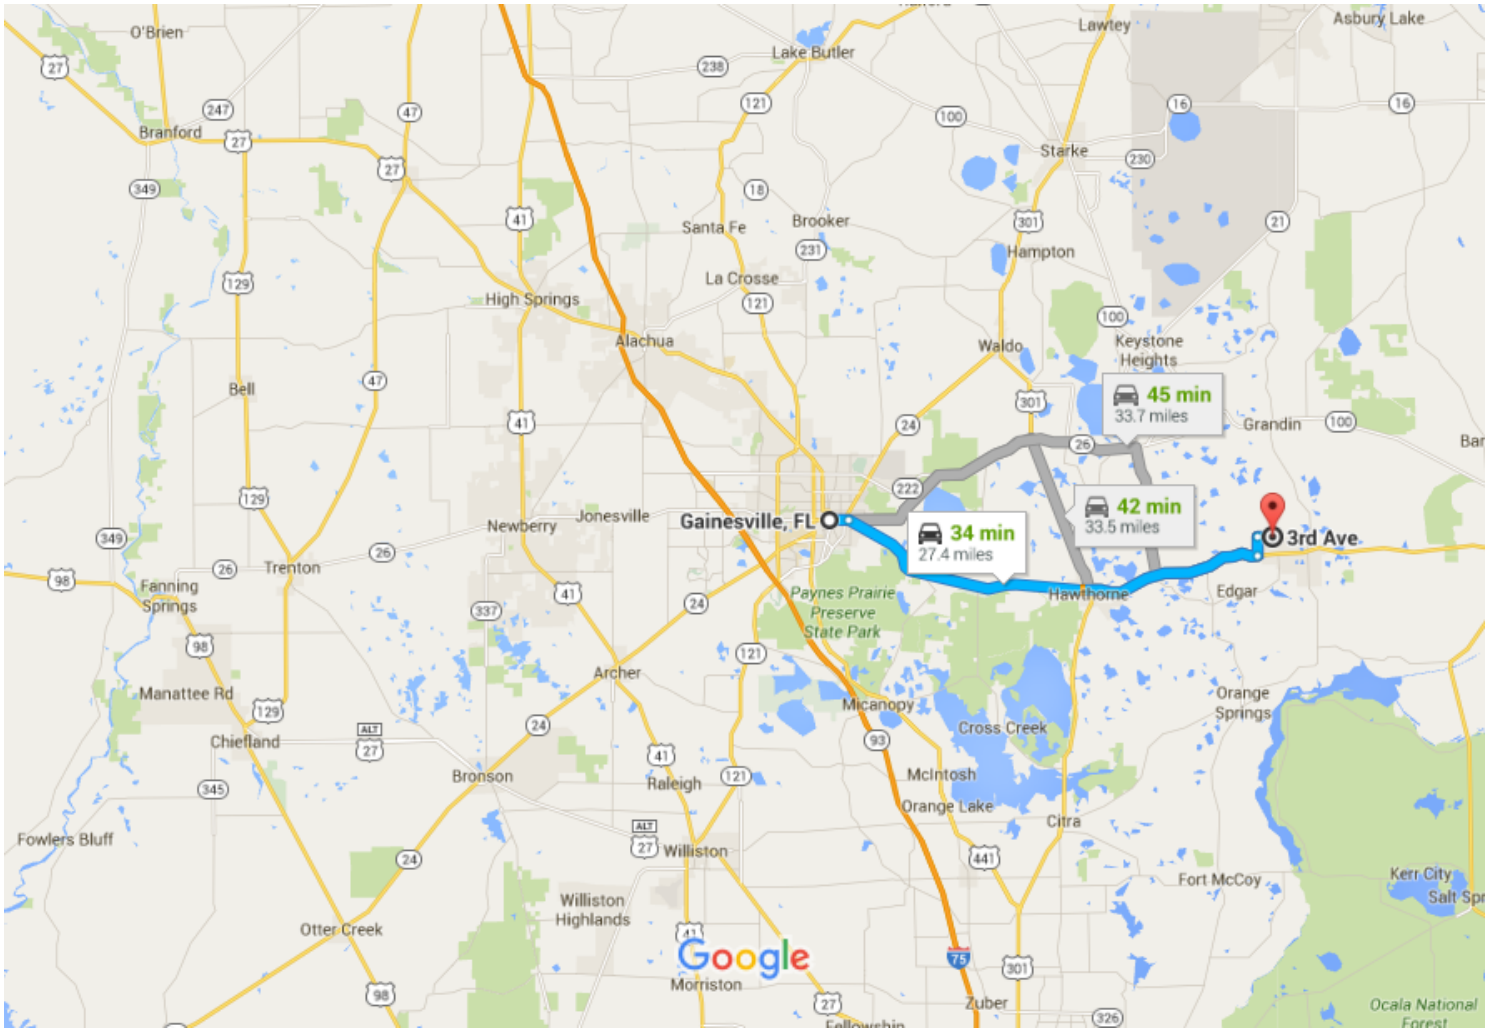 O'Brien
Lake Butler
Lawtey
Asbury Lake
27
238
247
47
121
100
16
16
Branford
27
27
Starke
230
349
18
41
Santa Fe
Brooker
231
301
21
Hampton
129
La Crosse
121
High Springs
100
Alachua
Waldo
Keystone
Heights
45 min
33.7 miles
47
Bell
301
41
24
Grandin
100
26
222
129
Gainesville, FL
34 min
27.4 miles
42 min
33.5 miles
3rd Ave
Newberry
Jonesville
349
26
26
Trenton
98
Fanning
Springs
41
337
24
Paynes Prairie
Preserve
State Park
Hawthorne
Edgar
98
121
Archer
Manattee Rd
Orange
Springs
129
Micanopy
ALT
27
24
Cross Creek
Chiefland
93
41
Bronson
121
Raleigh
McIntosh
345
Orange Lake
Citra
ALT
27
Fowlers Bluff
Williston
24
441
Fort McCoy
Kerr City
Williston
Highlands
Salt Spr
Otter Creek
41
Google
75
301
Morriston
98
27
Zuber
326
Ocala National
Forest
Fellowship
Bar